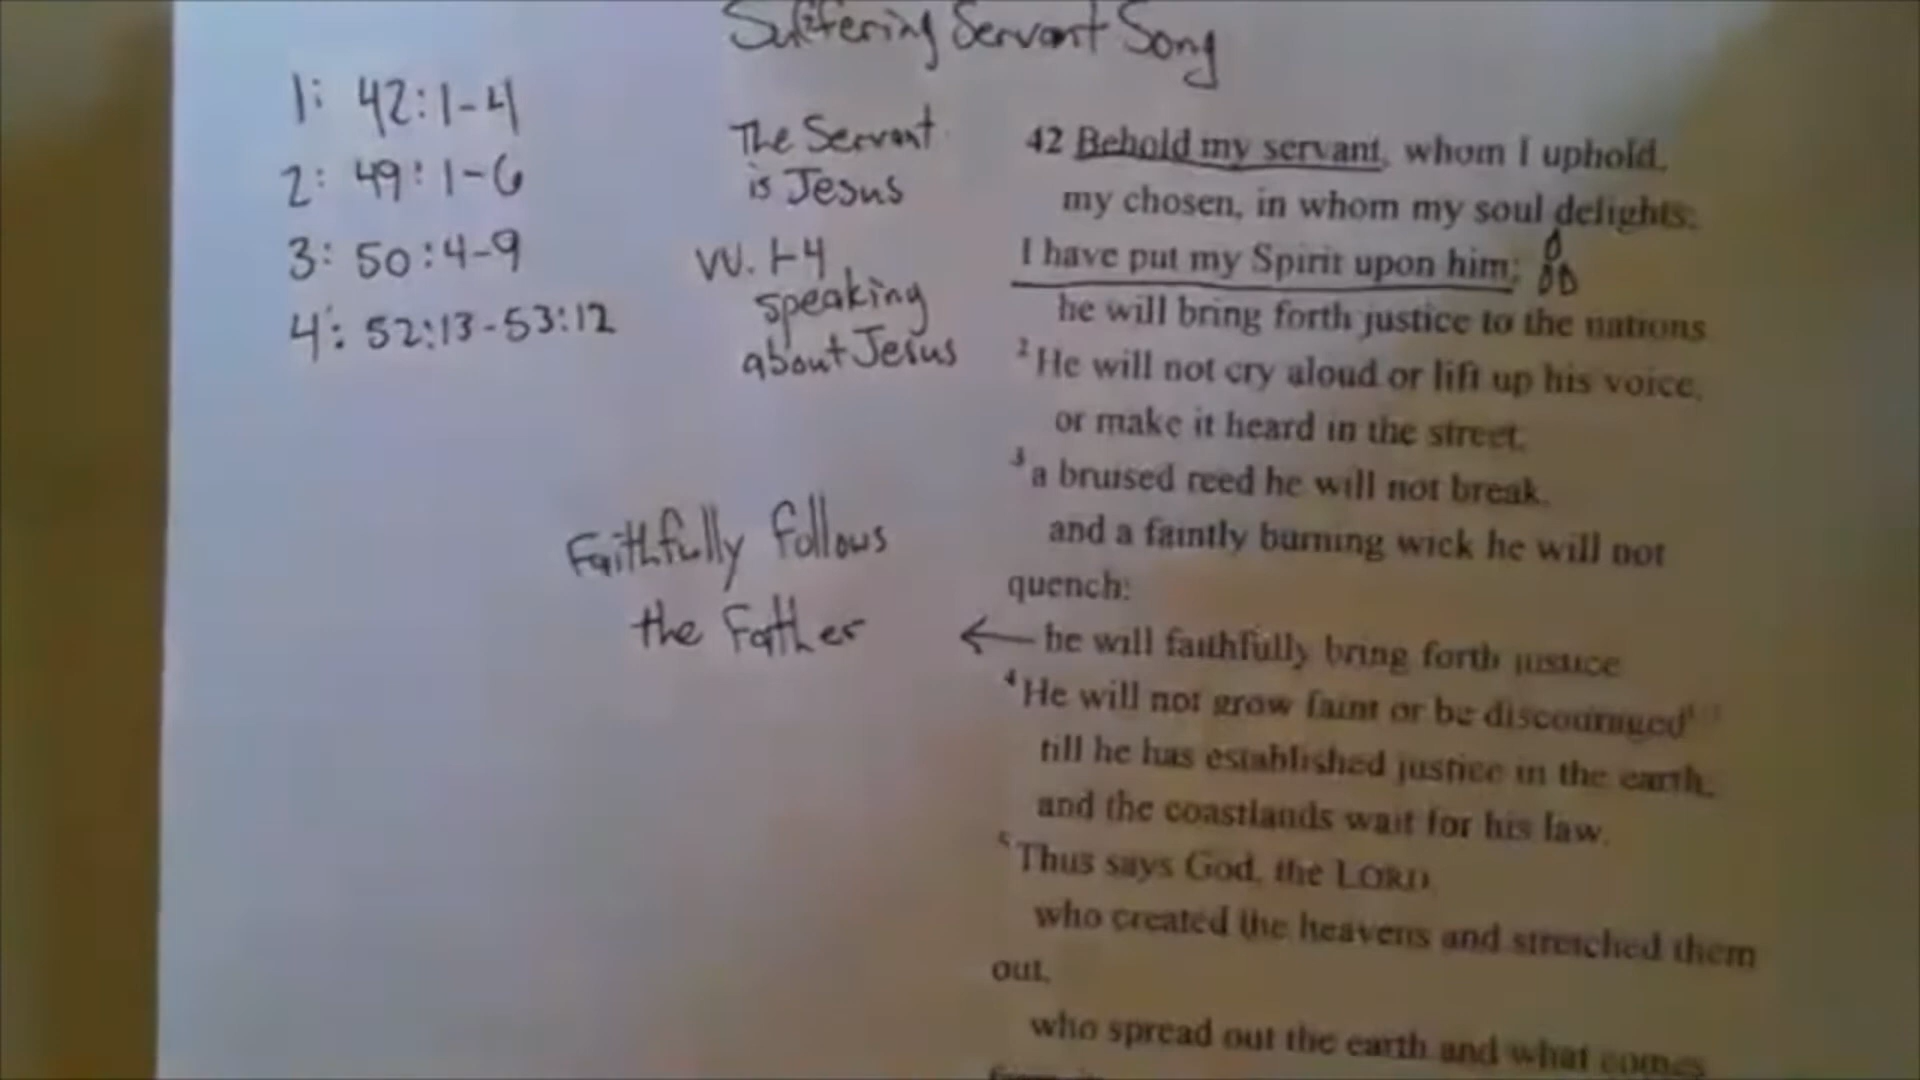 Suffering Servant Song
1: 42:1-4
2: 49:1-6
3: 50:4-9
4: 52:13-53:12
The Servant
is Jesus
vv. 1-4
speaking
about Jesus
Faithfully follows
the Father
42 Behold my servant, whom I uphold,
my chosen, in whom my soul delights;
I have put my Spirit upon him;
he will bring forth justice to the nations
2 He will not cry aloud or lift up his voice,
or make it heard in the street;
3 a bruised reed he will not break,
and a faintly burning wick he will not
quench;
← he will faithfully bring forth justice
4 He will not grow faint or be discouraged
till he has established justice in the earth,
and the coastlands wait for his law.
5 Thus says God, the LORD,
who created the heavens and stretched them
out,
who spread out the earth and what comes